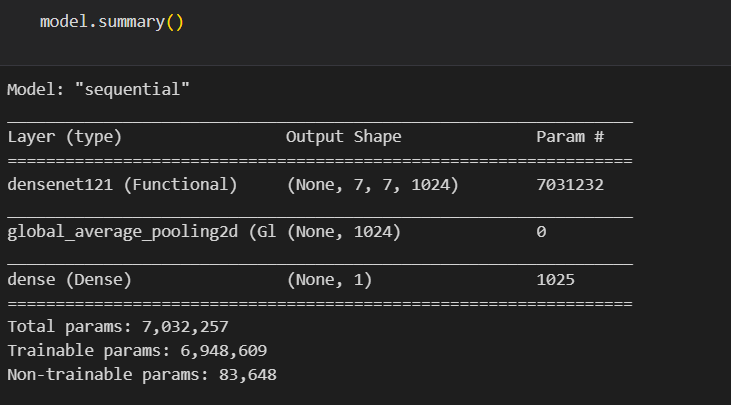 model.summary()
Model: "sequential"
_________________________________________________________________
Layer (type)                 Output Shape              Param #
=================================================================
densenet121 (Functional)     (None, 7, 7, 1024)        7031232
_________________________________________________________________
global_average_pooling2d (Gl (None, 1024)              0
_________________________________________________________________
dense (Dense)                (None, 1)                 1025
=================================================================
Total params: 7,032,257
Trainable params: 6,948,609
Non-trainable params: 83,648